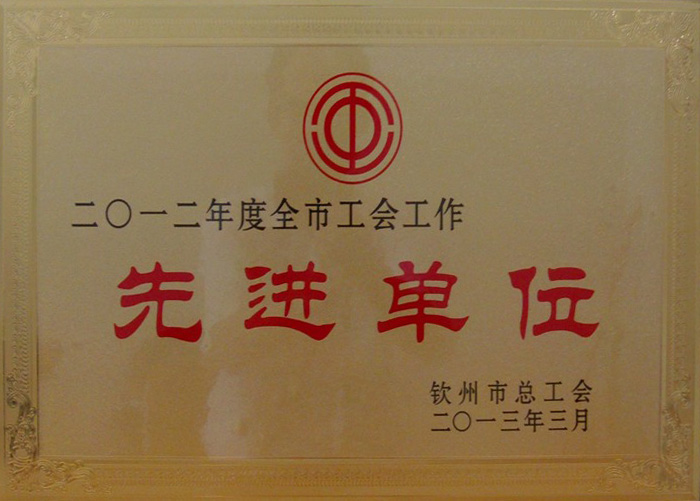 二〇一二年度全市工会工作
先进单位
钦州市总工会
二〇一三年三月